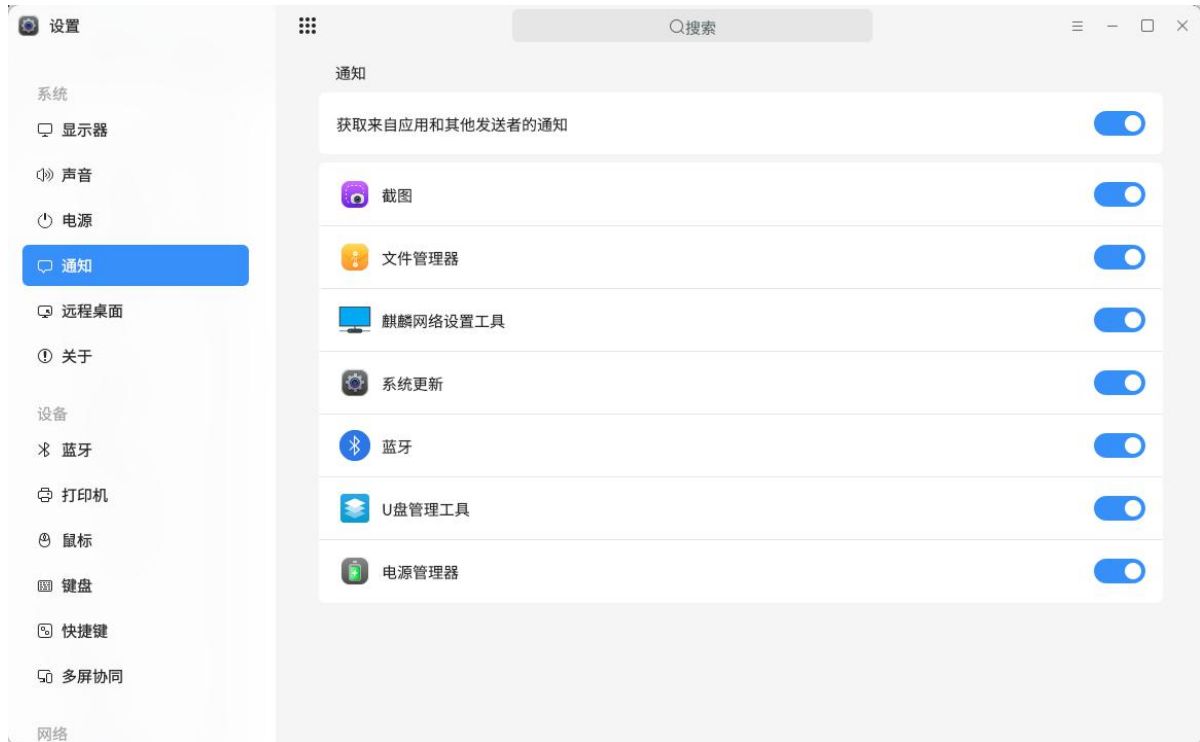 设置
搜索
系统
显示器
声音
电源
通知
远程桌面
关于
设备
蓝牙
打印机
鼠标
键盘
快捷键
多屏协同
网络
通知
获取来自应用和其他发送者的通知
截图
文件管理器
麒麟网络设置工具
系统更新
蓝牙
U盘管理工具
电源管理器